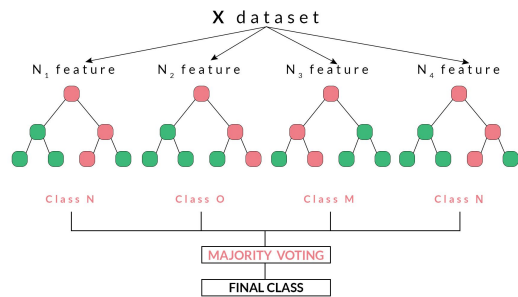 X dataset
N₁ feature
N₂ feature
N₃ feature
N₄ feature
Class N
Class O
Class M
Class N
MAJORITY VOTING
FINAL CLASS